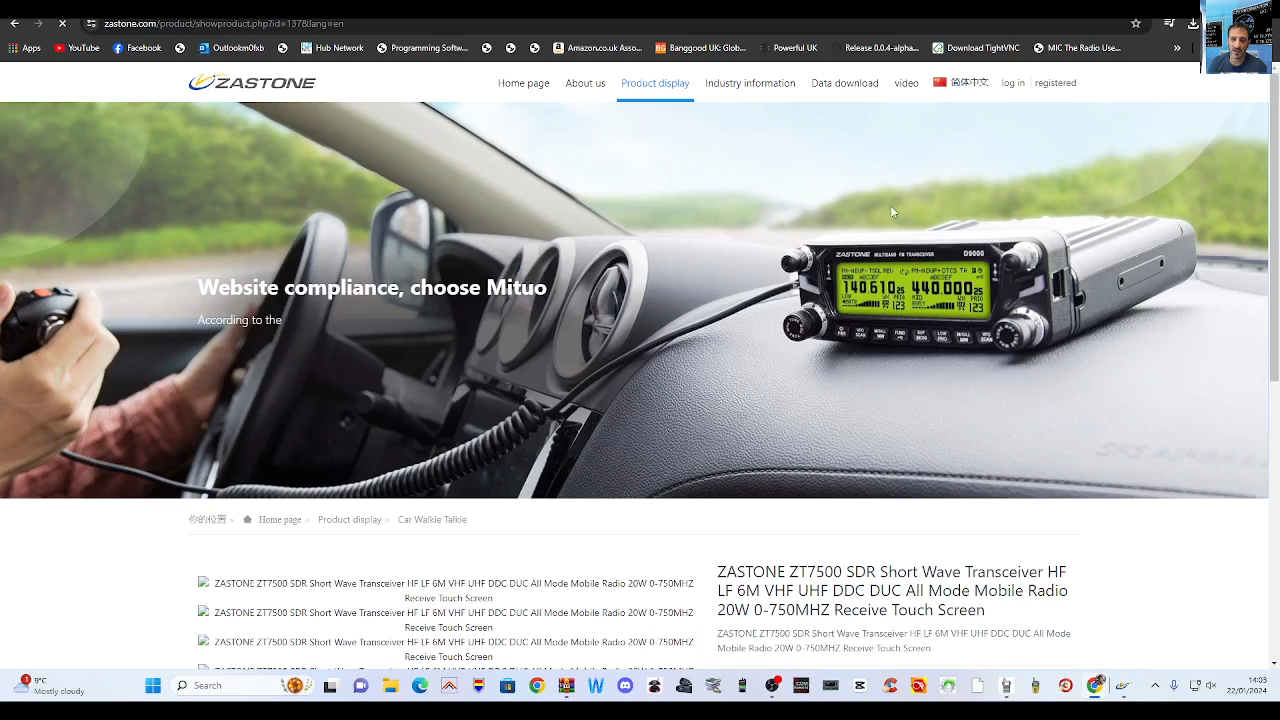 zastone.com/product/showproduct.php?id=137&lang=en
Apps
YouTube
Facebook
Outlookm0kb
Hub Network
Programming Softw...
Amazon.co.uk Asso...
Banggood UK Glob...
Powerful |
Release 0.0.4-alpha...
Download TightVNC
MIC The Radio Use...
ZASTONE
Home page
About us
Product display
Industry information
Data download
video
简体中文
log in
registered
ZASTONE MULTIBAND FM TRANSCEIVER D9000
140.610 25
440.000 25
Website compliance, choose Mituo
According to the
你的位置 » Home page » Product display » Car Walkie Talkie
ZASTONE ZT7500 SDR Short Wave Transceiver HF
LF 6M VHF UHF DDC DUC All Mode Mobile Radio
20W 0-750MHZ Receive Touch Screen
ZASTONE ZT7500 SDR Short Wave Transceiver HF LF 6M VHF UHF DDC DUC All Mode
Mobile Radio 20W 0-750MHZ Receive Touch Screen
ZASTONE ZT7500 SDR Short Wave Transceiver HF LF 6M VHF UHF DDC DUC All Mode Mobile Radio 20W 0-750MHZ
Receive Touch Screen
ZASTONE ZT7500 SDR Short Wave Transceiver HF LF 6M VHF UHF DDC DUC All Mode Mobile Radio 20W 0-750MHZ
Receive Touch Screen
ZASTONE ZT7500 SDR Short Wave Transceiver HF LF 6M VHF UHF DDC DUC All Mode Mobile Radio 20W 0-750MHZ
Receive Touch Screen
9°C
Mostly cloudy
Search
14:03
22/01/2024